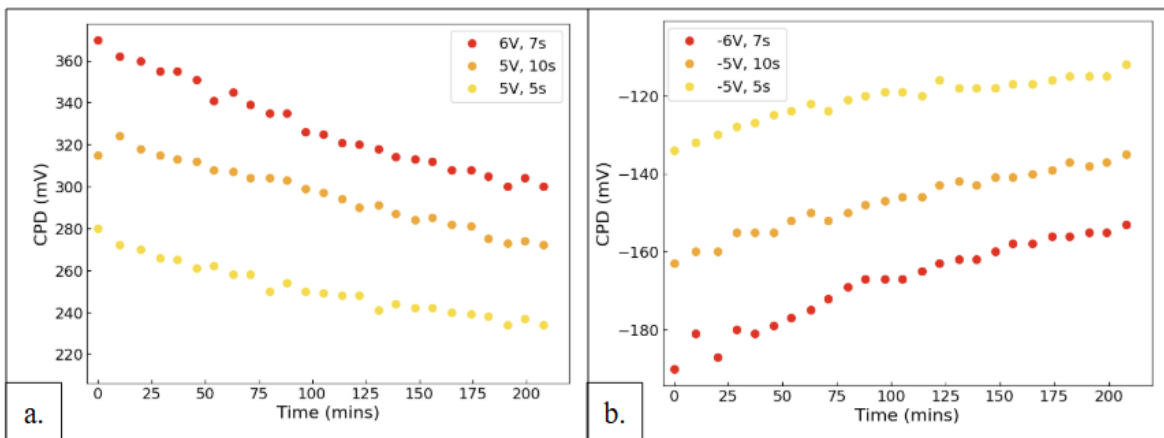 360
340
320
300
280
260
240
220
CPD (mV)
6V, 7s
5V, 10s
5V, 5s
0 25 50 75 100 125 150 175 200
Time (mins)
a.
−120
−140
−160
−180
CPD (mV)
-6V, 7s
-5V, 10s
-5V, 5s
0 25 50 75 100 125 150 175 200
Time (mins)
b.